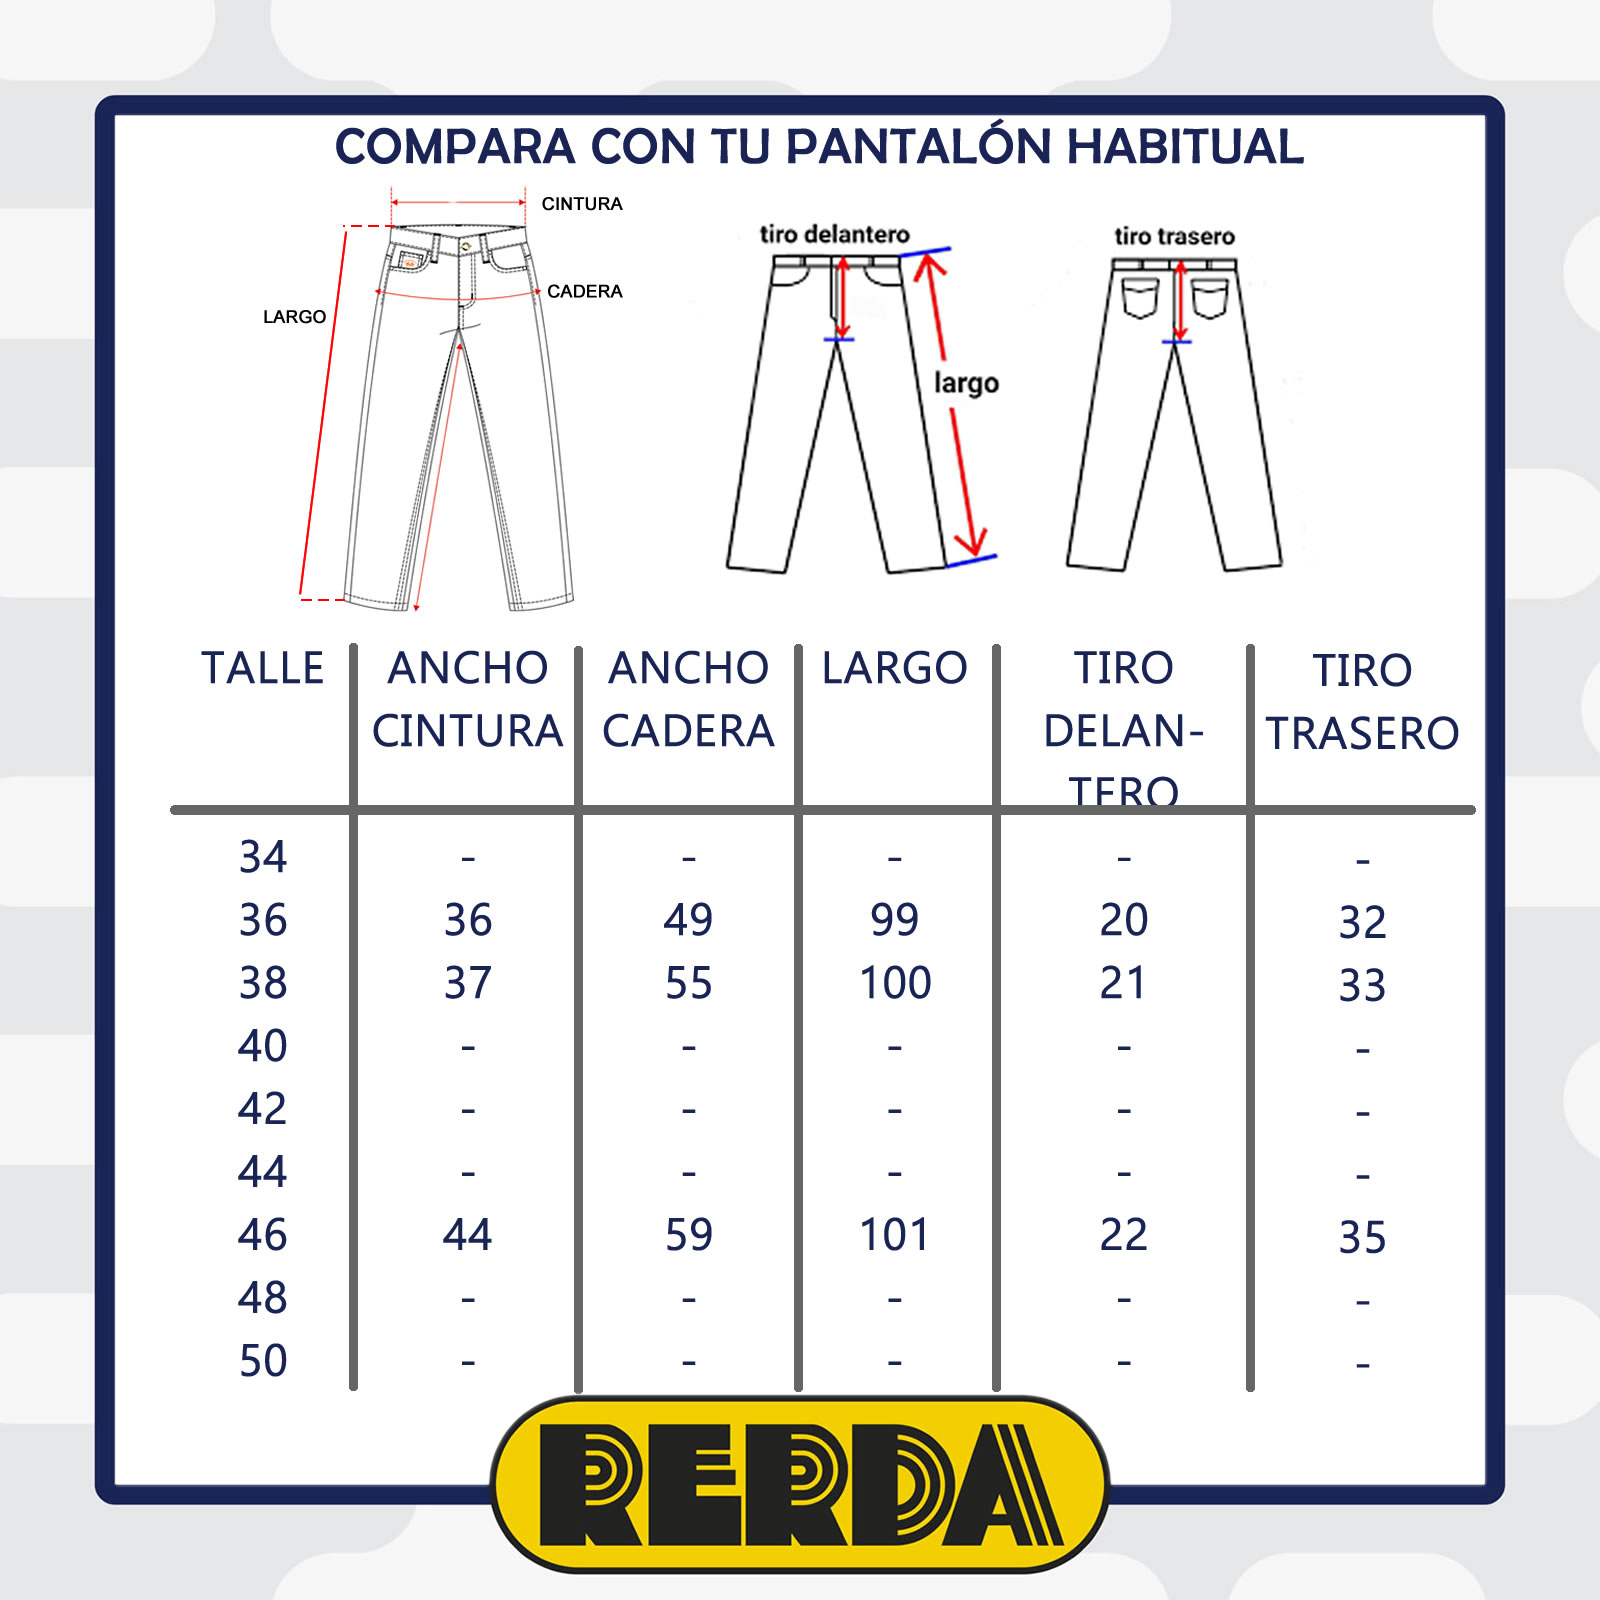 COMPARA CON TU PANTALÓN HABITUAL
CINTURA
CADERA
LARGO
tiro delantero
largo
tiro trasero
TALLE ANCHO CINTURA ANCHO CADERA LARGO TIRO DELAN-TERO TIRO TRASERO
34 - - - - -
36 36 49 99 20 32
38 37 55 100 21 33
40 - - - - -
42 - - - - -
44 - - - - -
46 44 59 101 22 35
48 - - - - -
50 - - - - -
RERDA